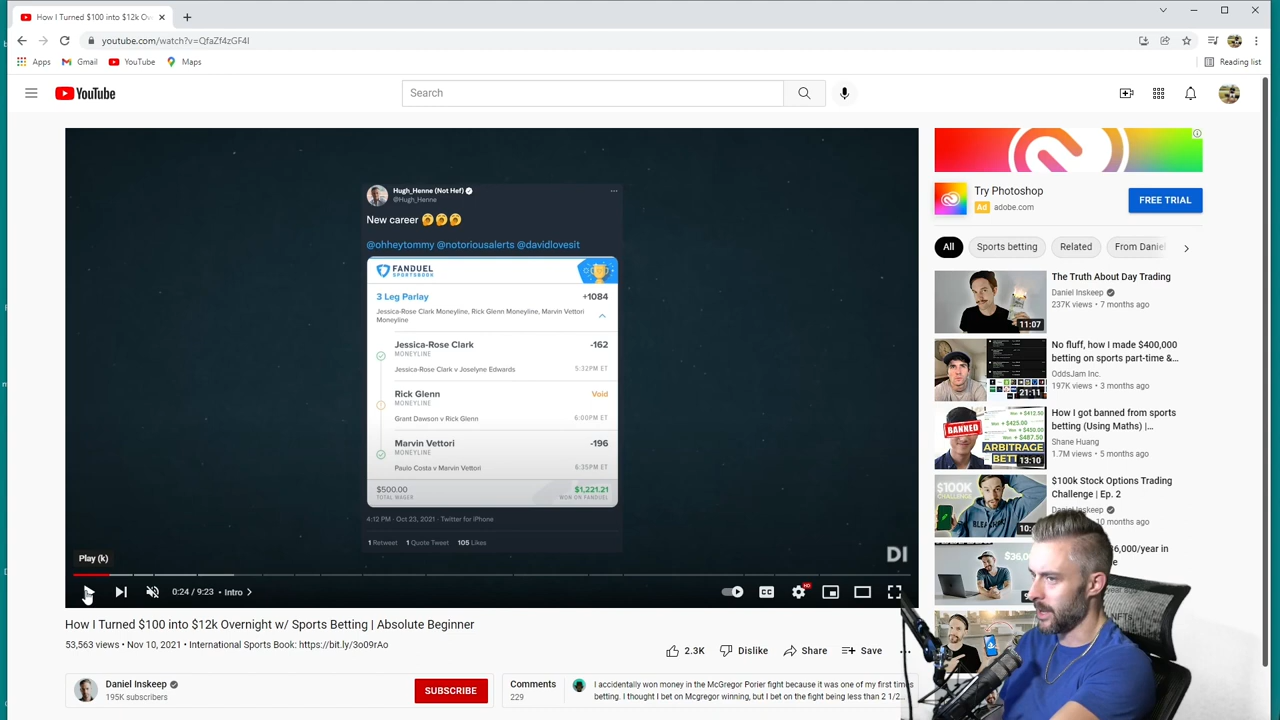 How I Turned $100 into $12k Ov
youtube.com/watch?v=QfaZf4zGF4I
Apps
Gmail
YouTube
Maps
Reading list
YouTube
Search
Hugh_Henne (Not Hef)
@Hugh_Henne
New career
@ohheytommy @notoriousalerts @davidlovesit
FANDUEL
SPORTSBOOK
3 Leg Parlay +1084
Jessica-Rose Clark Moneyline, Rick Glenn Moneyline, Marvin Vettori
Moneyline
Jessica-Rose Clark -162
MONEYLINE
Jessica-Rose Clark v Joselyne Edwards 5:32PM ET
Rick Glenn Void
MONEYLINE
Grant Dawson v Rick Glenn 6:00PM ET
Marvin Vettori -196
MONEYLINE
Paulo Costa v Marvin Vettori 6:35PM ET
$500.00 $1,221.21
TOTAL WAGER WON ON FANDUEL
4:12 PM · Oct 23, 2021 · Twitter for iPhone
1 Retweet 1 Quote Tweet 105 Likes
DI
Play (k)
0:24 / 9:23 • Intro
HD
How I Turned $100 into $12k Overnight w/ Sports Betting | Absolute Beginner
53,563 views • Nov 10, 2021 • International Sports Book: https://bit.ly/3o09rAo
2.3K
Dislike
Share
Save
Daniel Inskeep
195K subscribers
SUBSCRIBE
Comments
229
I accidentally won money in the McGregor Porier fight because it was one of my first times
betting. I thought I bet on Mcgregor winning, but I bet on the fight being less than 2 1/2...
Try Photoshop
Ad adobe.com
FREE TRIAL
All
Sports betting
Related
From Daniel
The Truth About Day Trading
Daniel Inskeep
237K views • 7 months ago
11:07
No fluff, how I made $400,000
betting on sports part-time &...
OddsJam Inc.
197K views • 3 months ago
21:11
How I got banned from sports
betting (Using Maths) |...
Shane Huang
1.7M views • 5 months ago
BANNED
ARBITRAGE
BETT
13:10
$100k Stock Options Trading
Challenge | Ep. 2
Inskeep
10 months ago
$100K
CHALLENGE
6,000/year in
$36,00